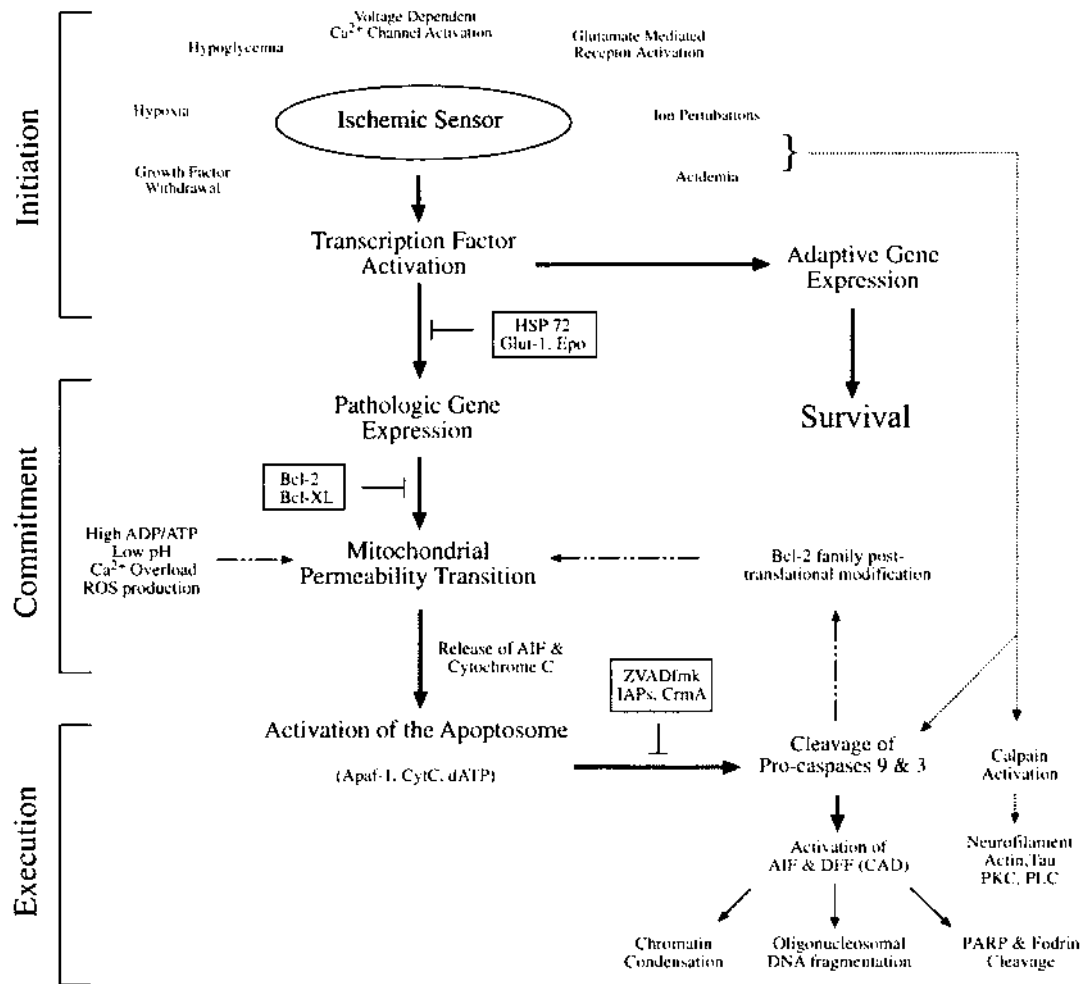 Initiation
Voltage Dependent
Ca2+ Channel Activation
Hypoglycemia
Glutamate Mediated
Receptor Activation
Hypoxia
Ischemic Sensor
Ion Pertubations
}
Growth Factor
Withdrawal
Acidemia
Transcription Factor
Activation
Adaptive Gene
Expression
HSP 72
Glut-1, Epo
Commitment
Pathologic Gene
Expression
Survival
Bcl-2
Bcl-XL
High ADP/ATP
Low pH
Ca2+ Overload
ROS production
Mitochondrial
Permeability Transition
Bcl-2 family post-
translational modification
Release of AIF &
Cytochrome C
ZVADfmk
IAPs, CrmA
Execution
Activation of the Apoptosome
(Apaf-1, CytC, dATP)
Cleavage of
Pro-caspases 9 & 3
Calpain
Activation
Activation of
AIF & DFF (CAD)
Neurofilament
Actin,Tau
PKC, PLC
Chromatin
Condensation
Oligonucleosomal
DNA fragmentation
PARP & Fodrin
Cleavage